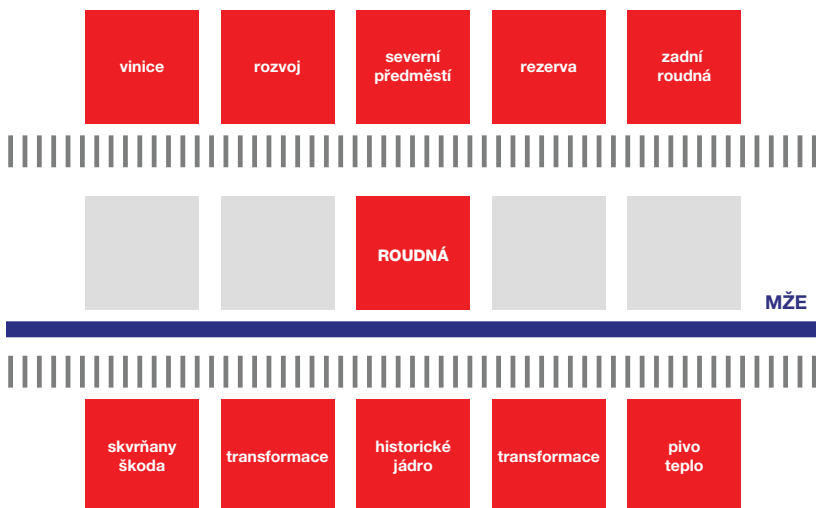 vinice
rozvoj
severní
předměstí
rezerva
zadní
roudná
ROUDNÁ
MŽE
skvrňany
škoda
transformace
historické
jádro
transformace
pivo
teplo